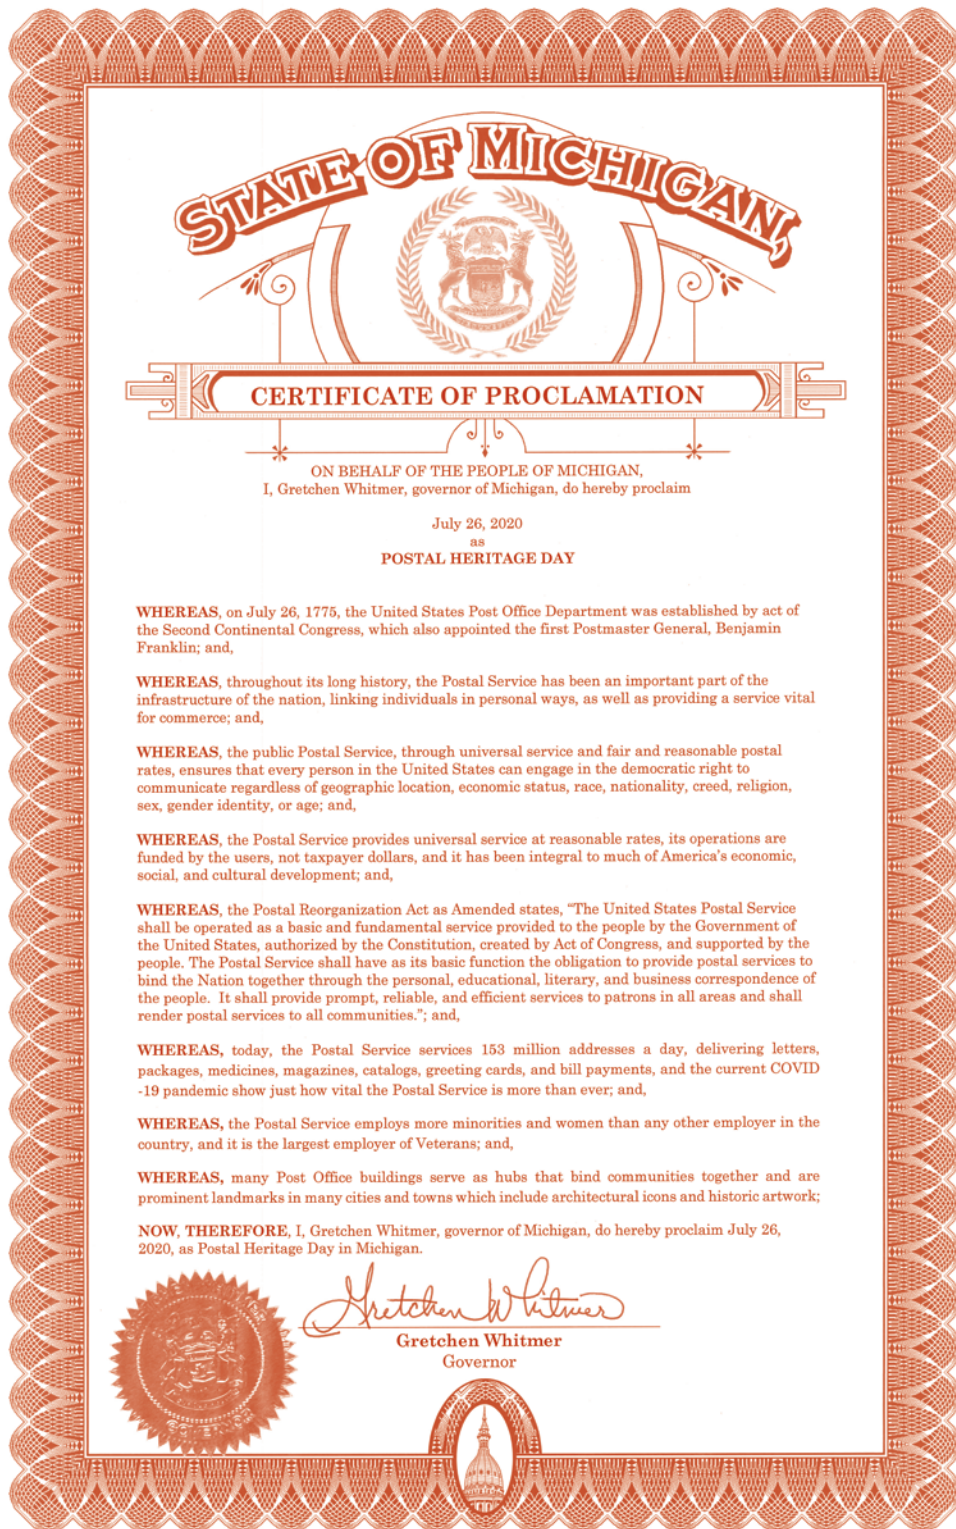 STATE OF MICHIGAN,
CERTIFICATE OF PROCLAMATION
ON BEHALF OF THE PEOPLE OF MICHIGAN,
I, Gretchen Whitmer, governor of Michigan, do hereby proclaim
July 26, 2020
as
POSTAL HERITAGE DAY
WHEREAS, on July 26, 1775, the United States Post Office Department was established by act of
the Second Continental Congress, which also appointed the first Postmaster General, Benjamin
Franklin; and,
WHEREAS, throughout its long history, the Postal Service has been an important part of the
infrastructure of the nation, linking individuals in personal ways, as well as providing a service vital
for commerce; and,
WHEREAS, the public Postal Service, through universal service and fair and reasonable postal
rates, ensures that every person in the United States can engage in the democratic right to
communicate regardless of geographic location, economic status, race, nationality, creed, religion,
sex, gender identity, or age; and,
WHEREAS, the Postal Service provides universal service at reasonable rates, its operations are
funded by the users, not taxpayer dollars, and it has been integral to much of America's economic,
social, and cultural development; and,
WHEREAS, the Postal Reorganization Act as Amended states, “The United States Postal Service
shall be operated as a basic and fundamental service provided to the people by the Government of
the United States, authorized by the Constitution, created by Act of Congress, and supported by the
people. The Postal Service shall have as its basic function the obligation to provide postal services to
bind the Nation together through the personal, educational, literary, and business correspondence of
the people.  It shall provide prompt, reliable, and efficient services to patrons in all areas and shall
render postal services to all communities.”; and,
WHEREAS, today, the Postal Service services 153 million addresses a day, delivering letters,
packages, medicines, magazines, catalogs, greeting cards, and bill payments, and the current COVID
-19 pandemic show just how vital the Postal Service is more than ever; and,
WHEREAS, the Postal Service employs more minorities and women than any other employer in the
country, and it is the largest employer of Veterans; and,
WHEREAS, many Post Office buildings serve as hubs that bind communities together and are
prominent landmarks in many cities and towns which include architectural icons and historic artwork;
NOW, THEREFORE, I, Gretchen Whitmer, governor of Michigan, do hereby proclaim July 26,
2020, as Postal Heritage Day in Michigan.
Gretchen Whitmer
Gretchen Whitmer
Governor